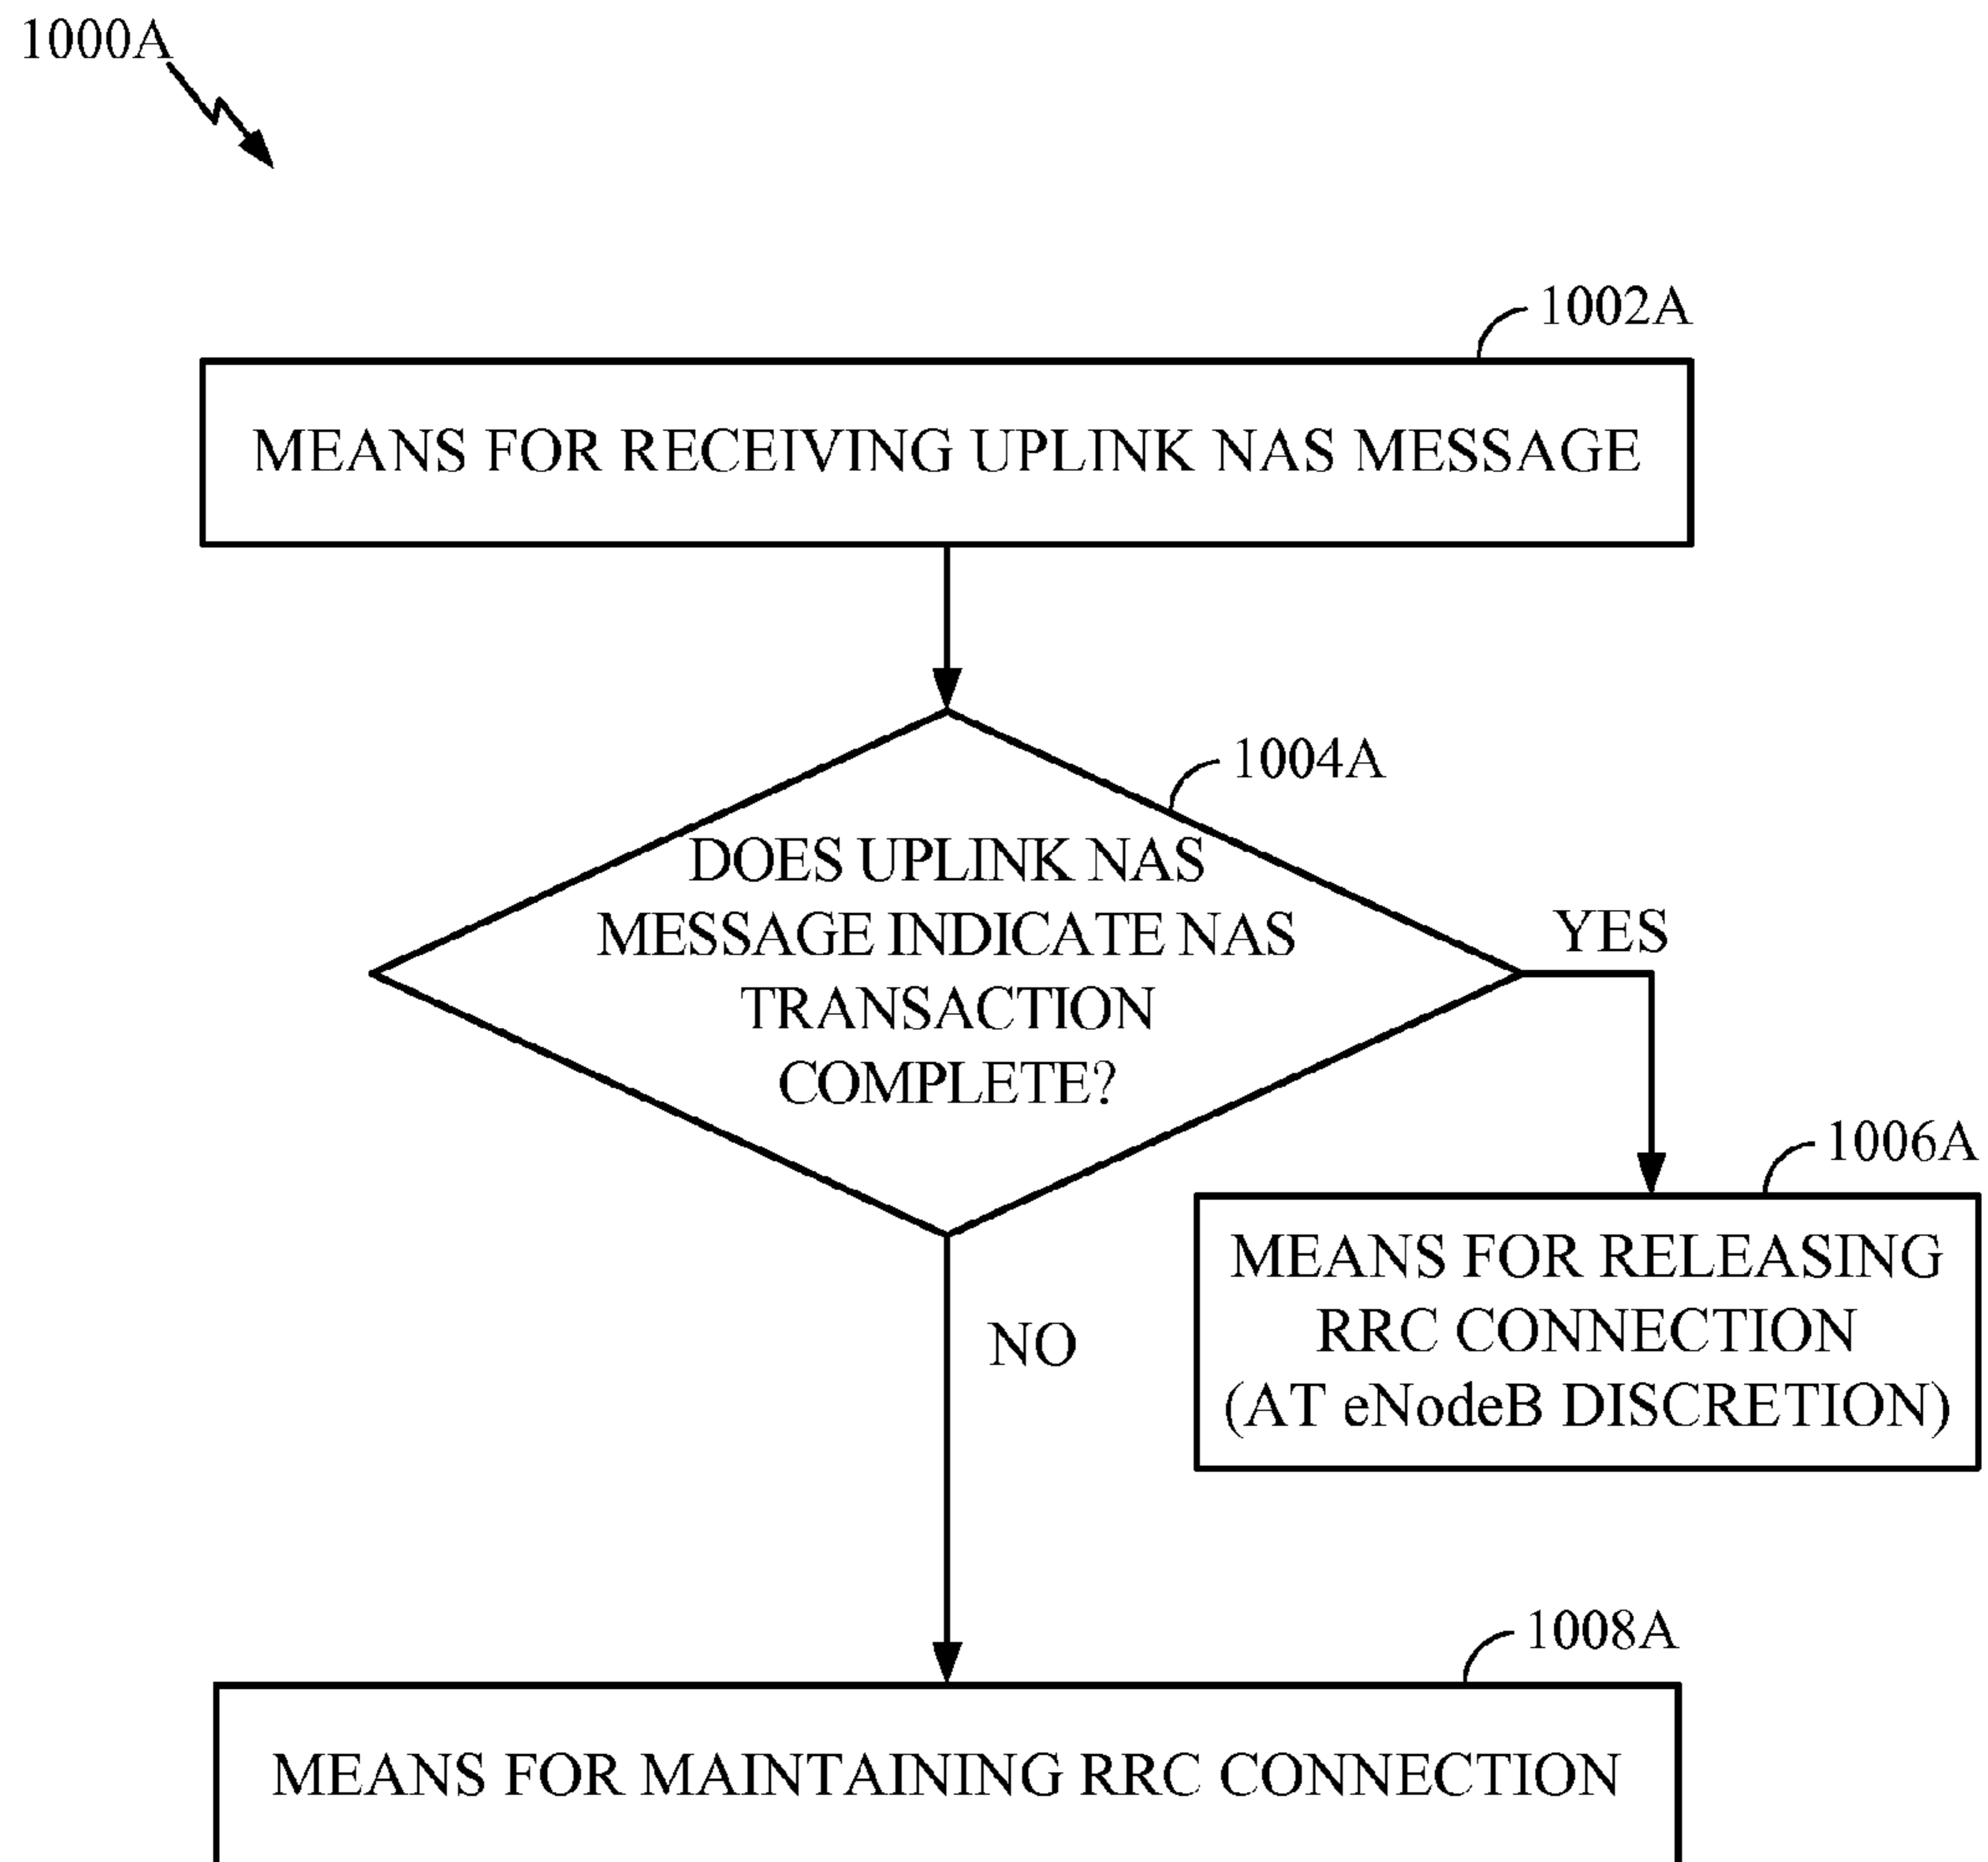 1000A
1002A
MEANS FOR RECEIVING UPLINK NAS MESSAGE
1004A
DOES UPLINK NAS
MESSAGE INDICATE NAS
TRANSACTION
COMPLETE?
YES
1006A
MEANS FOR RELEASING
RRC CONNECTION
(AT eNodeB DISCRETION)
NO
1008A
MEANS FOR MAINTAINING RRC CONNECTION